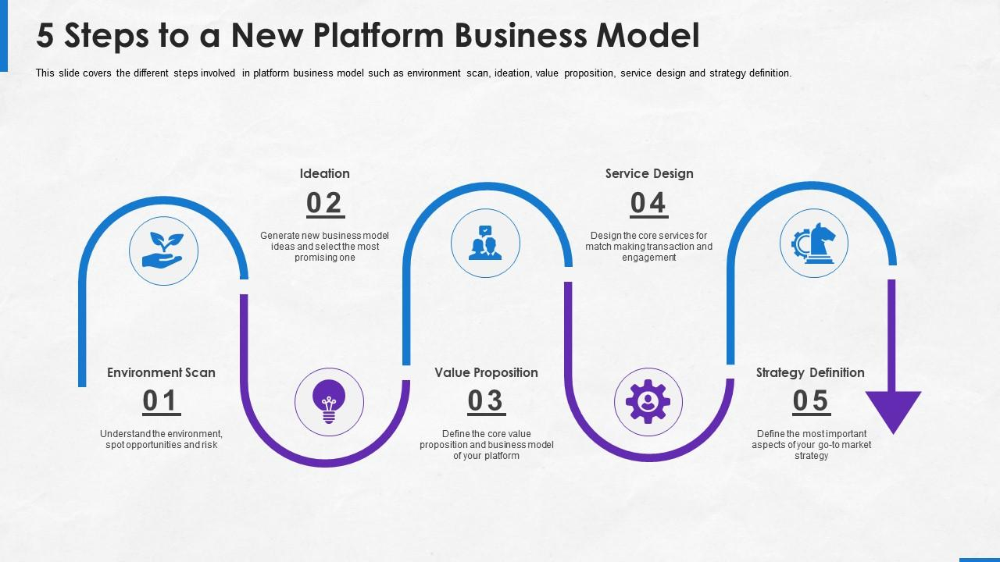 5 Steps to a New Platform Business Model
This slide covers the different steps involved in platform business model such as environment scan, ideation, value proposition, service design and strategy definition.
Environment Scan
01
Understand the environment,
spot opportunities and risk
Ideation
02
Generate new business model
ideas and select the most
promising one
Value Proposition
03
Define the core value
proposition and business model
of your platform
Service Design
04
Design the core services for
match making transaction and
engagement
Strategy Definition
05
Define the most important
aspects of your go-to market
strategy